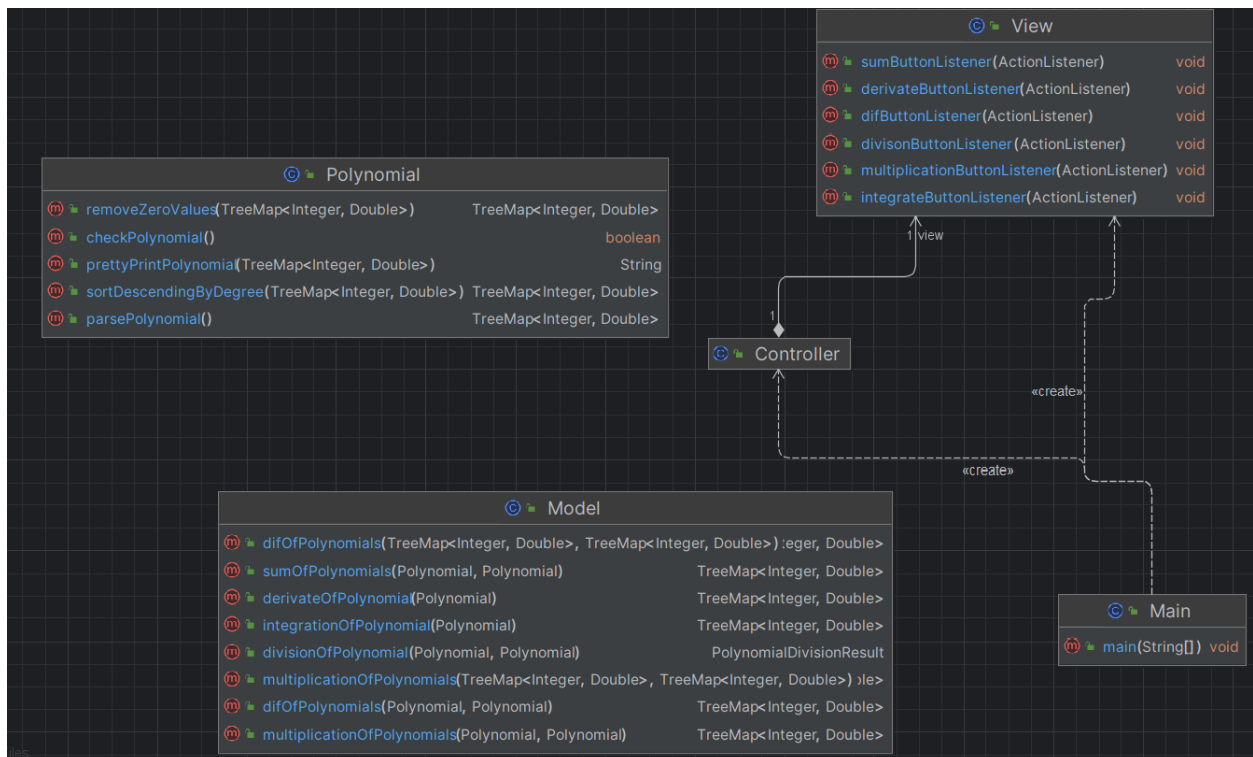 View
sumButtonListener(ActionListener) void
derivateButtonListener(ActionListener) void
difButtonListener(ActionListener) void
divisonButtonListener(ActionListener) void
multiplicationButtonListener(ActionListener) void
integrateButtonListener(ActionListener) void
Polynomial
removeZeroValues(TreeMap<Integer, Double>) TreeMap<Integer, Double>
checkPolynomial() boolean
prettyPrintPolynomial(TreeMap<Integer, Double>) String
sortDescendingByDegree(TreeMap<Integer, Double>) TreeMap<Integer, Double>
parsePolynomial() TreeMap<Integer, Double>
1 view
1
Controller
«create»
«create»
Model
difOfPolynomials(TreeMap<Integer, Double>, TreeMap<Integer, Double>) :eger, Double>
sumOfPolynomials(Polynomial, Polynomial) TreeMap<Integer, Double>
derivateOfPolynomial(Polynomial) TreeMap<Integer, Double>
integrationOfPolynomial(Polynomial) TreeMap<Integer, Double>
divisionOfPolynomial(Polynomial, Polynomial) PolynomialDivisionResult
multiplicationOfPolynomials(TreeMap<Integer, Double>, TreeMap<Integer, Double>) ole>
difOfPolynomials(Polynomial, Polynomial) TreeMap<Integer, Double>
multiplicationOfPolynomials(Polynomial, Polynomial) TreeMap<Integer, Double>
Main
main(String[]) void